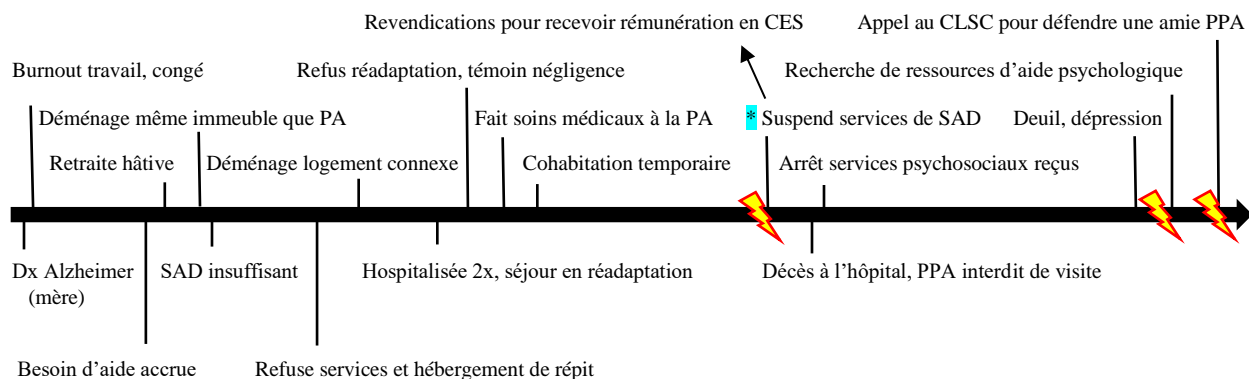 Revendications pour recevoir rémunération en CES
Appel au CLSC pour défendre une amie PPA
Burnout travail, congé
Refus réadaptation, témoin négligence
Recherche de ressources d’aide psychologique
Déménage même immeuble que PA
Fait soins médicaux à la PA
* Suspend services de SAD
Deuil, dépression
Retraite hâtive
Déménage logement connexe
Cohabitation temporaire
Arrêt services psychosociaux reçus
Dx Alzheimer
(mère)
SAD insuffisant
Hospitalisée 2x, séjour en réadaptation
Décès à l’hôpital, PPA interdit de visite
Besoin d’aide accrue
Refuse services et hébergement de répit